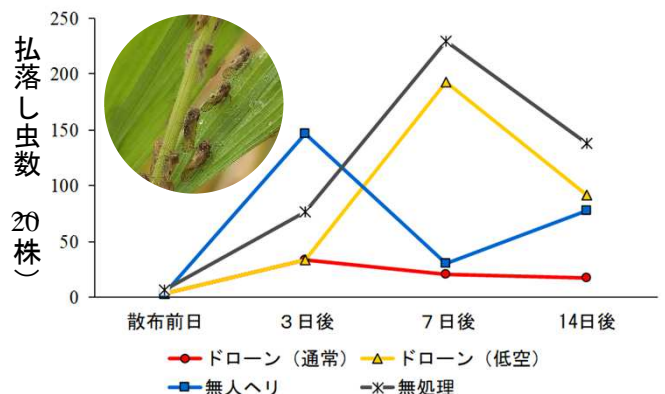 払落し虫数（20株）
250
200
150
100
50
0
散布前日 ３日後 ７日後 14日後
ドローン（通常） ドローン（低空）
無人ヘリ 無処理